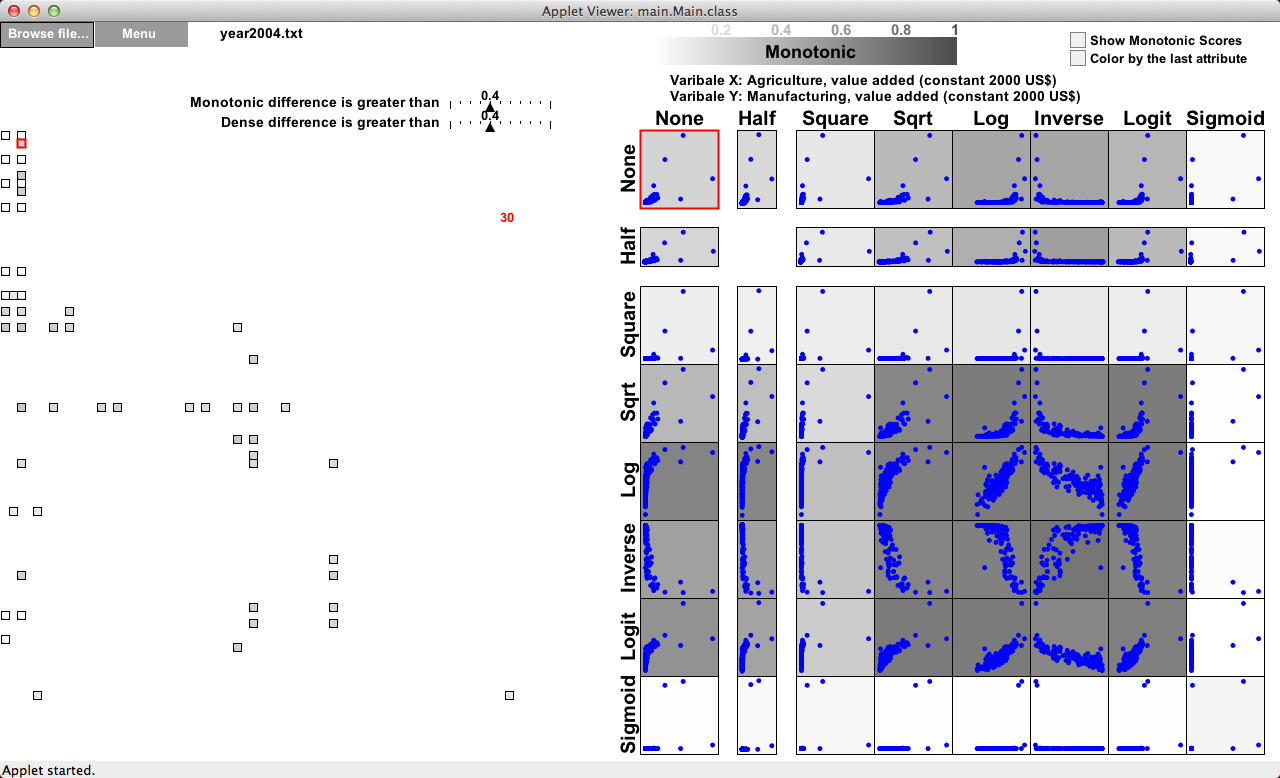 Applet Viewer: main.Main.class
Browse file... Menu year2004.txt
0.2 0.4 0.6 0.8 1
Monotonic
Show Monotonic Scores
Color by the last attribute
Varibale X: Agriculture, value added (constant 2000 US$)
Varibale Y: Manufacturing, value added (constant 2000 US$)
Monotonic difference is greater than 0.4
Dense difference is greater than 0.4
30
None Half Square Sqrt Log Inverse Logit Sigmoid
None
Half
Square
Sqrt
Log
Inverse
Logit
Sigmoid
Applet started.